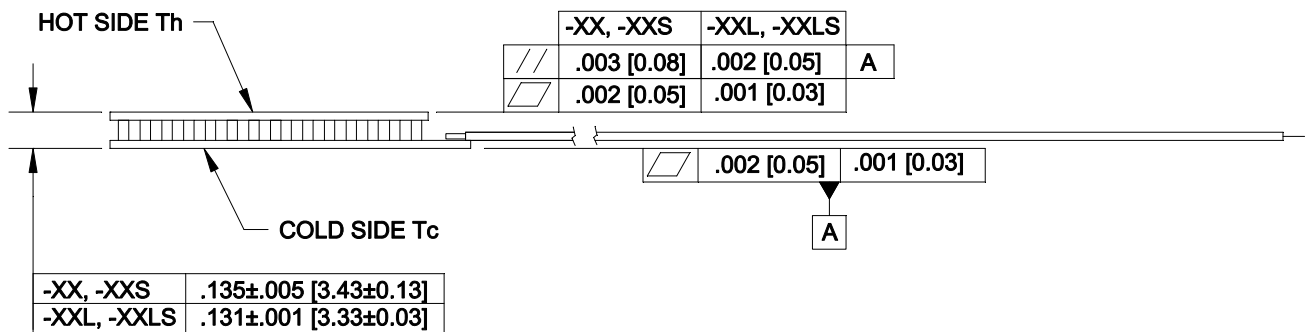 HOT SIDE Th
-XX, -XXS -XXL, -XXLS
// .003 [0.08] .002 [0.05] A
.002 [0.05] .001 [0.03]
.002 [0.05] .001 [0.03]
A
COLD SIDE Tc
-XX, -XXS .135±.005 [3.43±0.13]
-XXL, -XXLS .131±.001 [3.33±0.03]